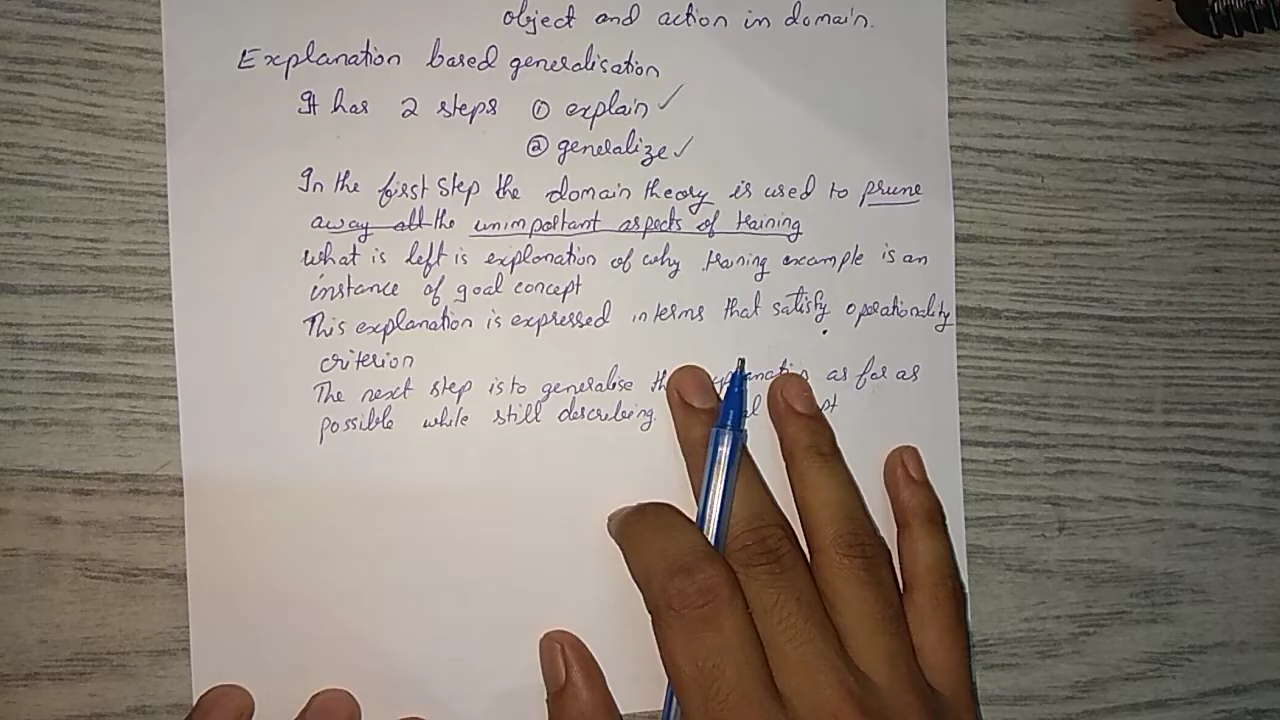 object and action in domain.
Explanation based generalisation
It has 2 steps ① explain ✓
② generalize ✓
In the first step the domain theory is used to prune
away all the unimportant aspects of training
what is left is explanation of why training example is an
instance of goal concept
This explanation is expressed in terms that satisfy operationality
criterion
The next step is to generalise as far as
possible while still describing